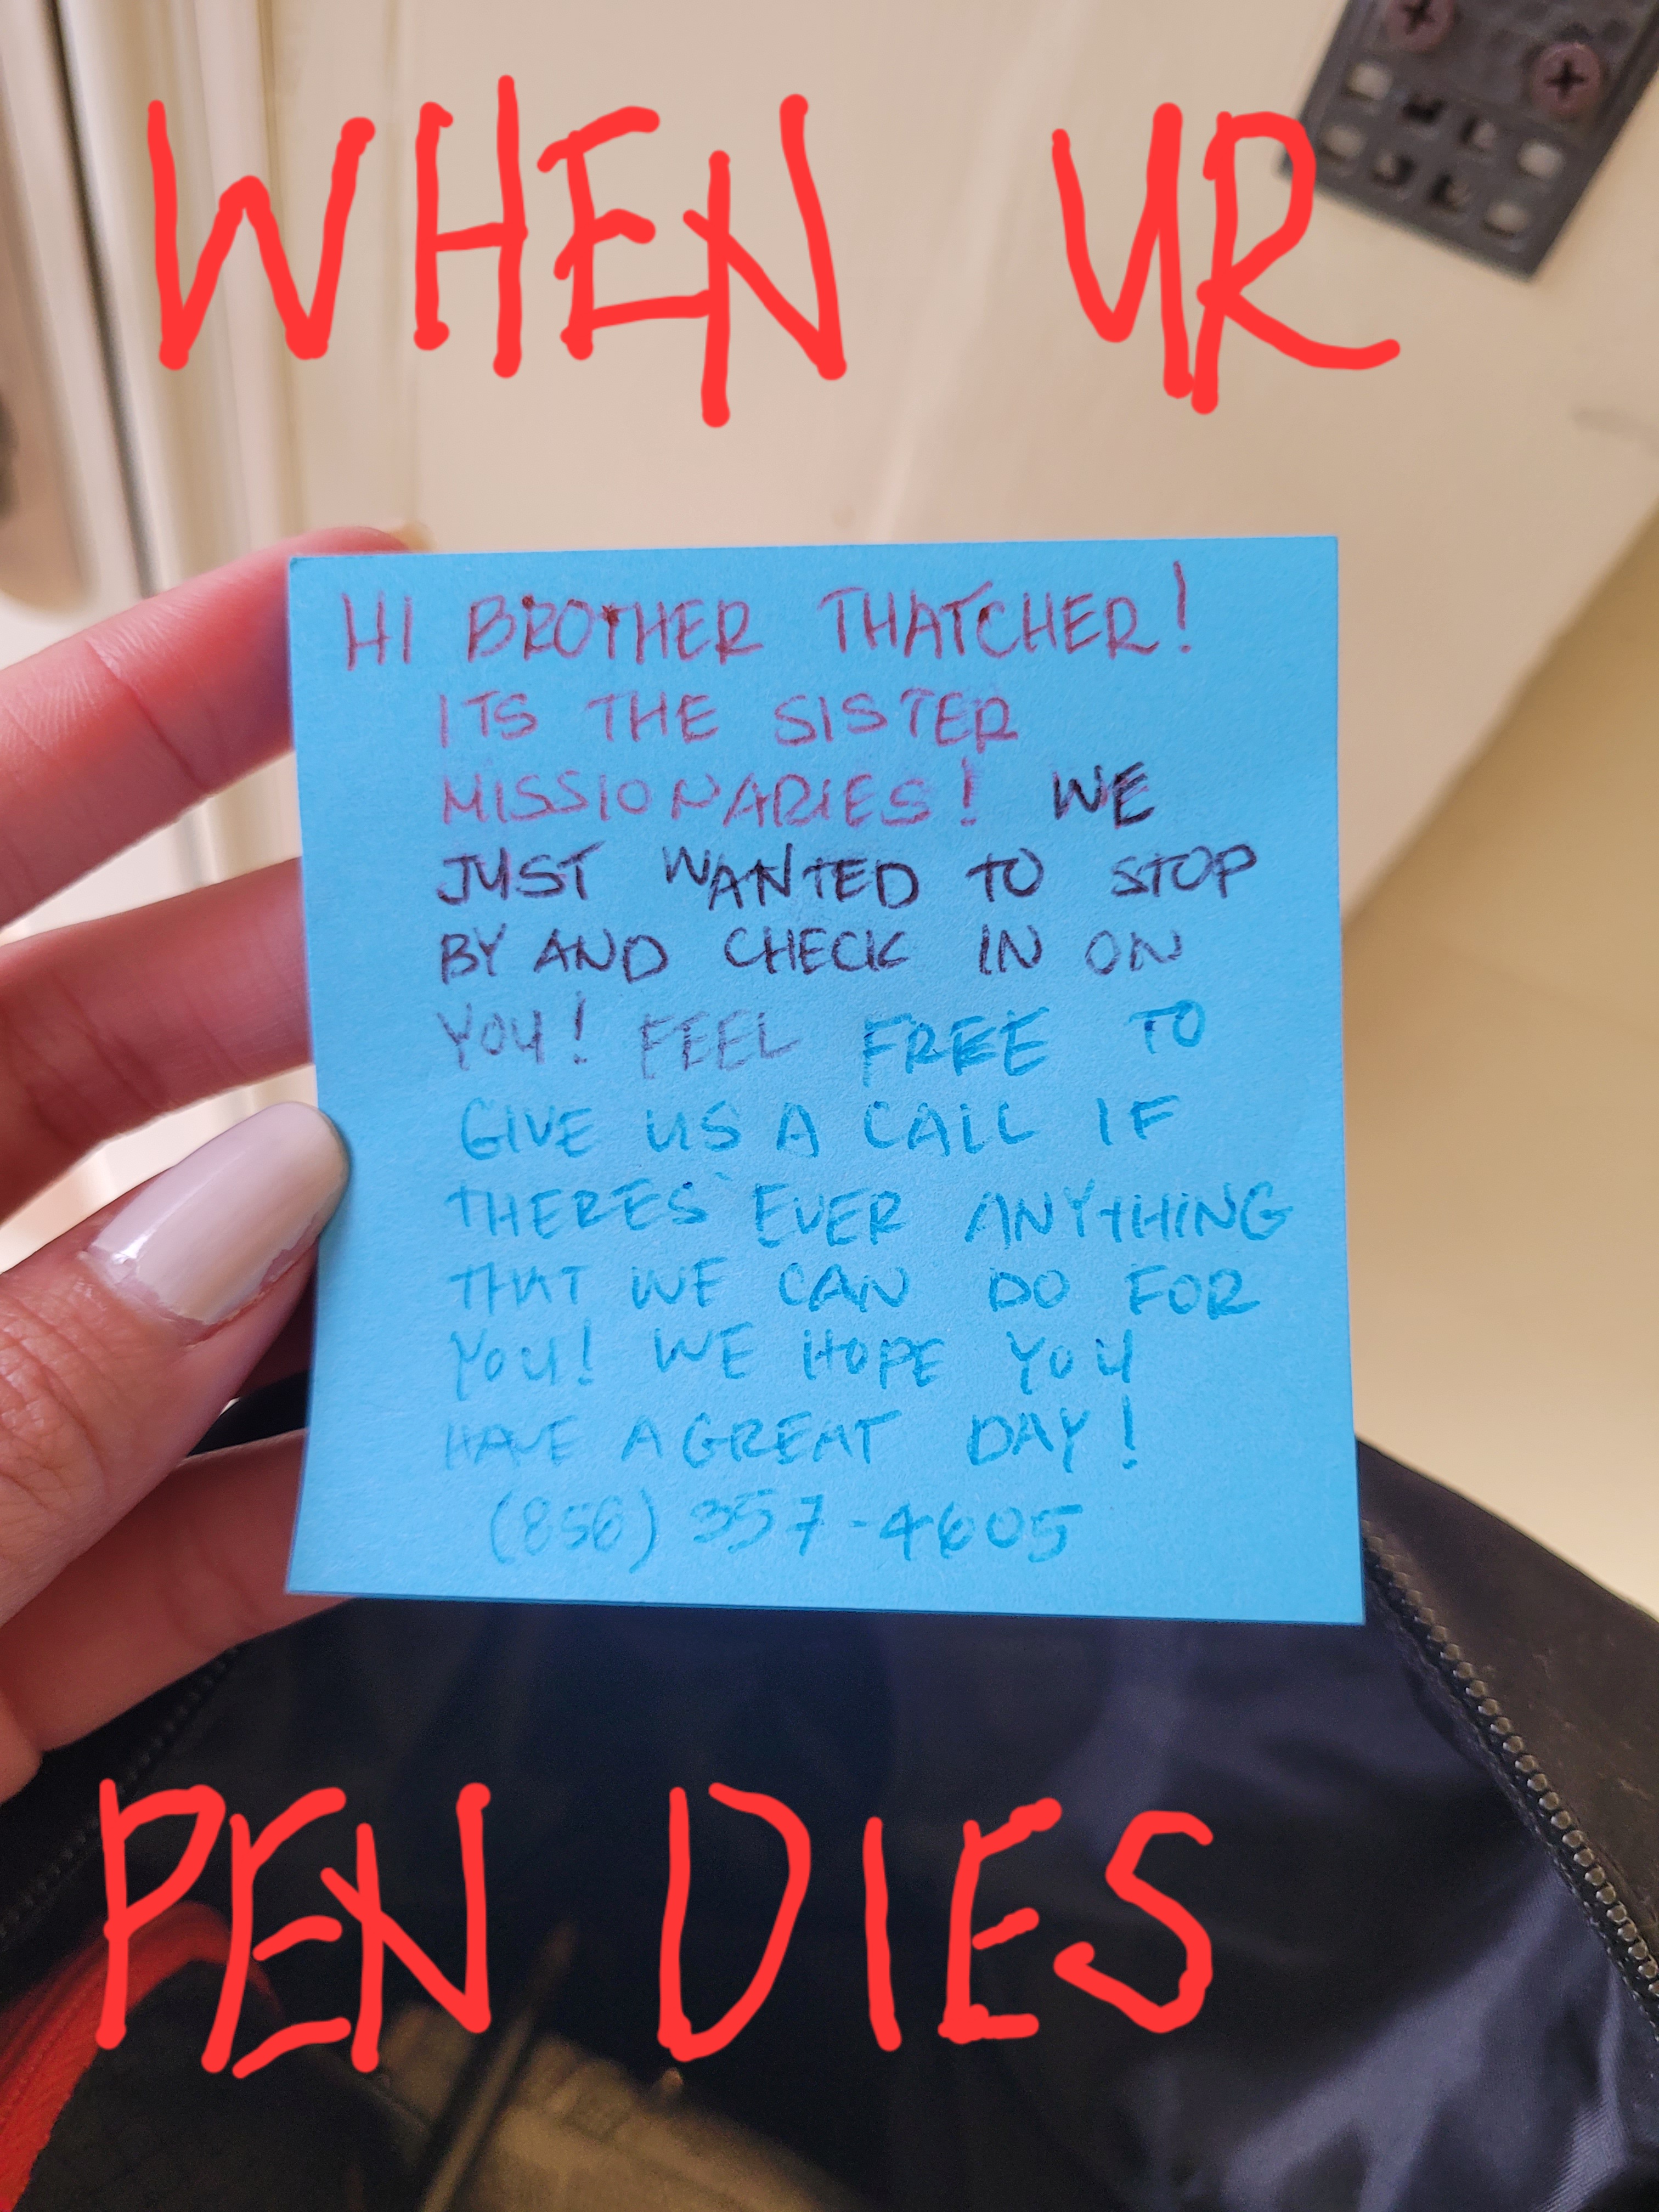 WHEN UR
HI BROTHER THATCHER!
ITS THE SISTER
MISSIONARIES! WE
JUST WANTED TO STOP
BY AND CHECK IN ON
YOU! FEEL FREE TO
GIVE US A CALL IF
THERES EVER ANYTHING
THAT WE CAN DO FOR
YOU! WE HOPE YOU
HAVE A GREAT DAY!
(856) 357-4605
PEN DIES